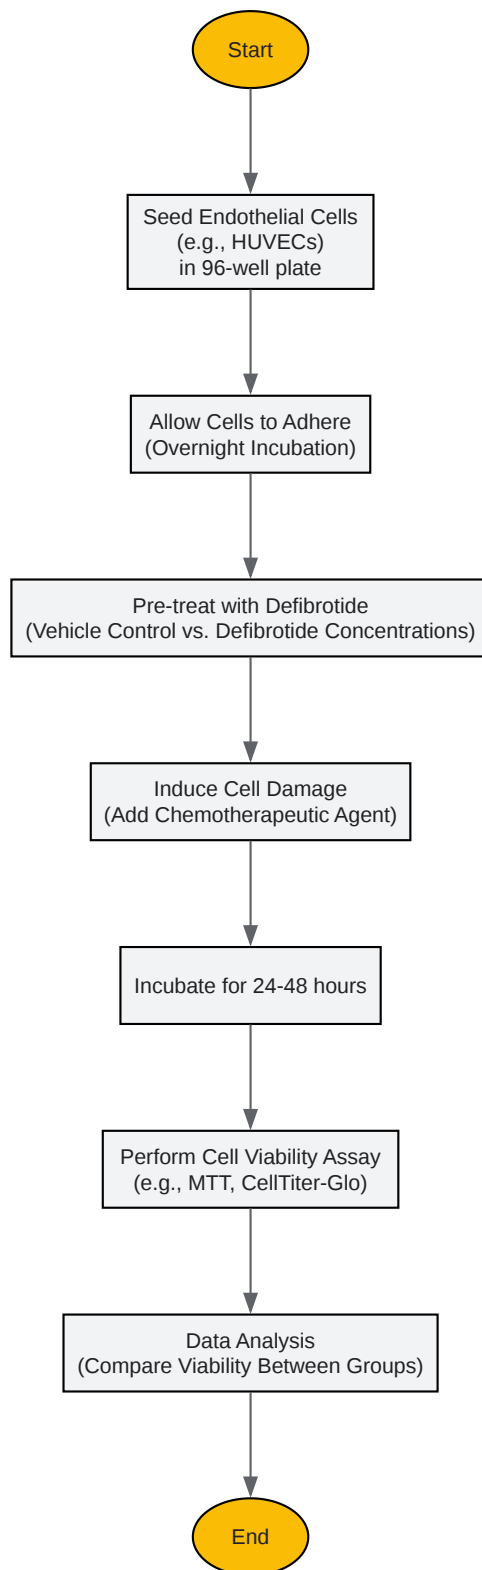 Start
Seed Endothelial Cells
(e.g., HUVECs)
in 96-well plate
Allow Cells to Adhere
(Overnight Incubation)
Pre-treat with Defibrotide
(Vehicle Control vs. Defibrotide Concentrations)
Induce Cell Damage
(Add Chemotherapeutic Agent)
Incubate for 24-48 hours
Perform Cell Viability Assay
(e.g., MTT, CellTiter-Glo)
Data Analysis
(Compare Viability Between Groups)
End